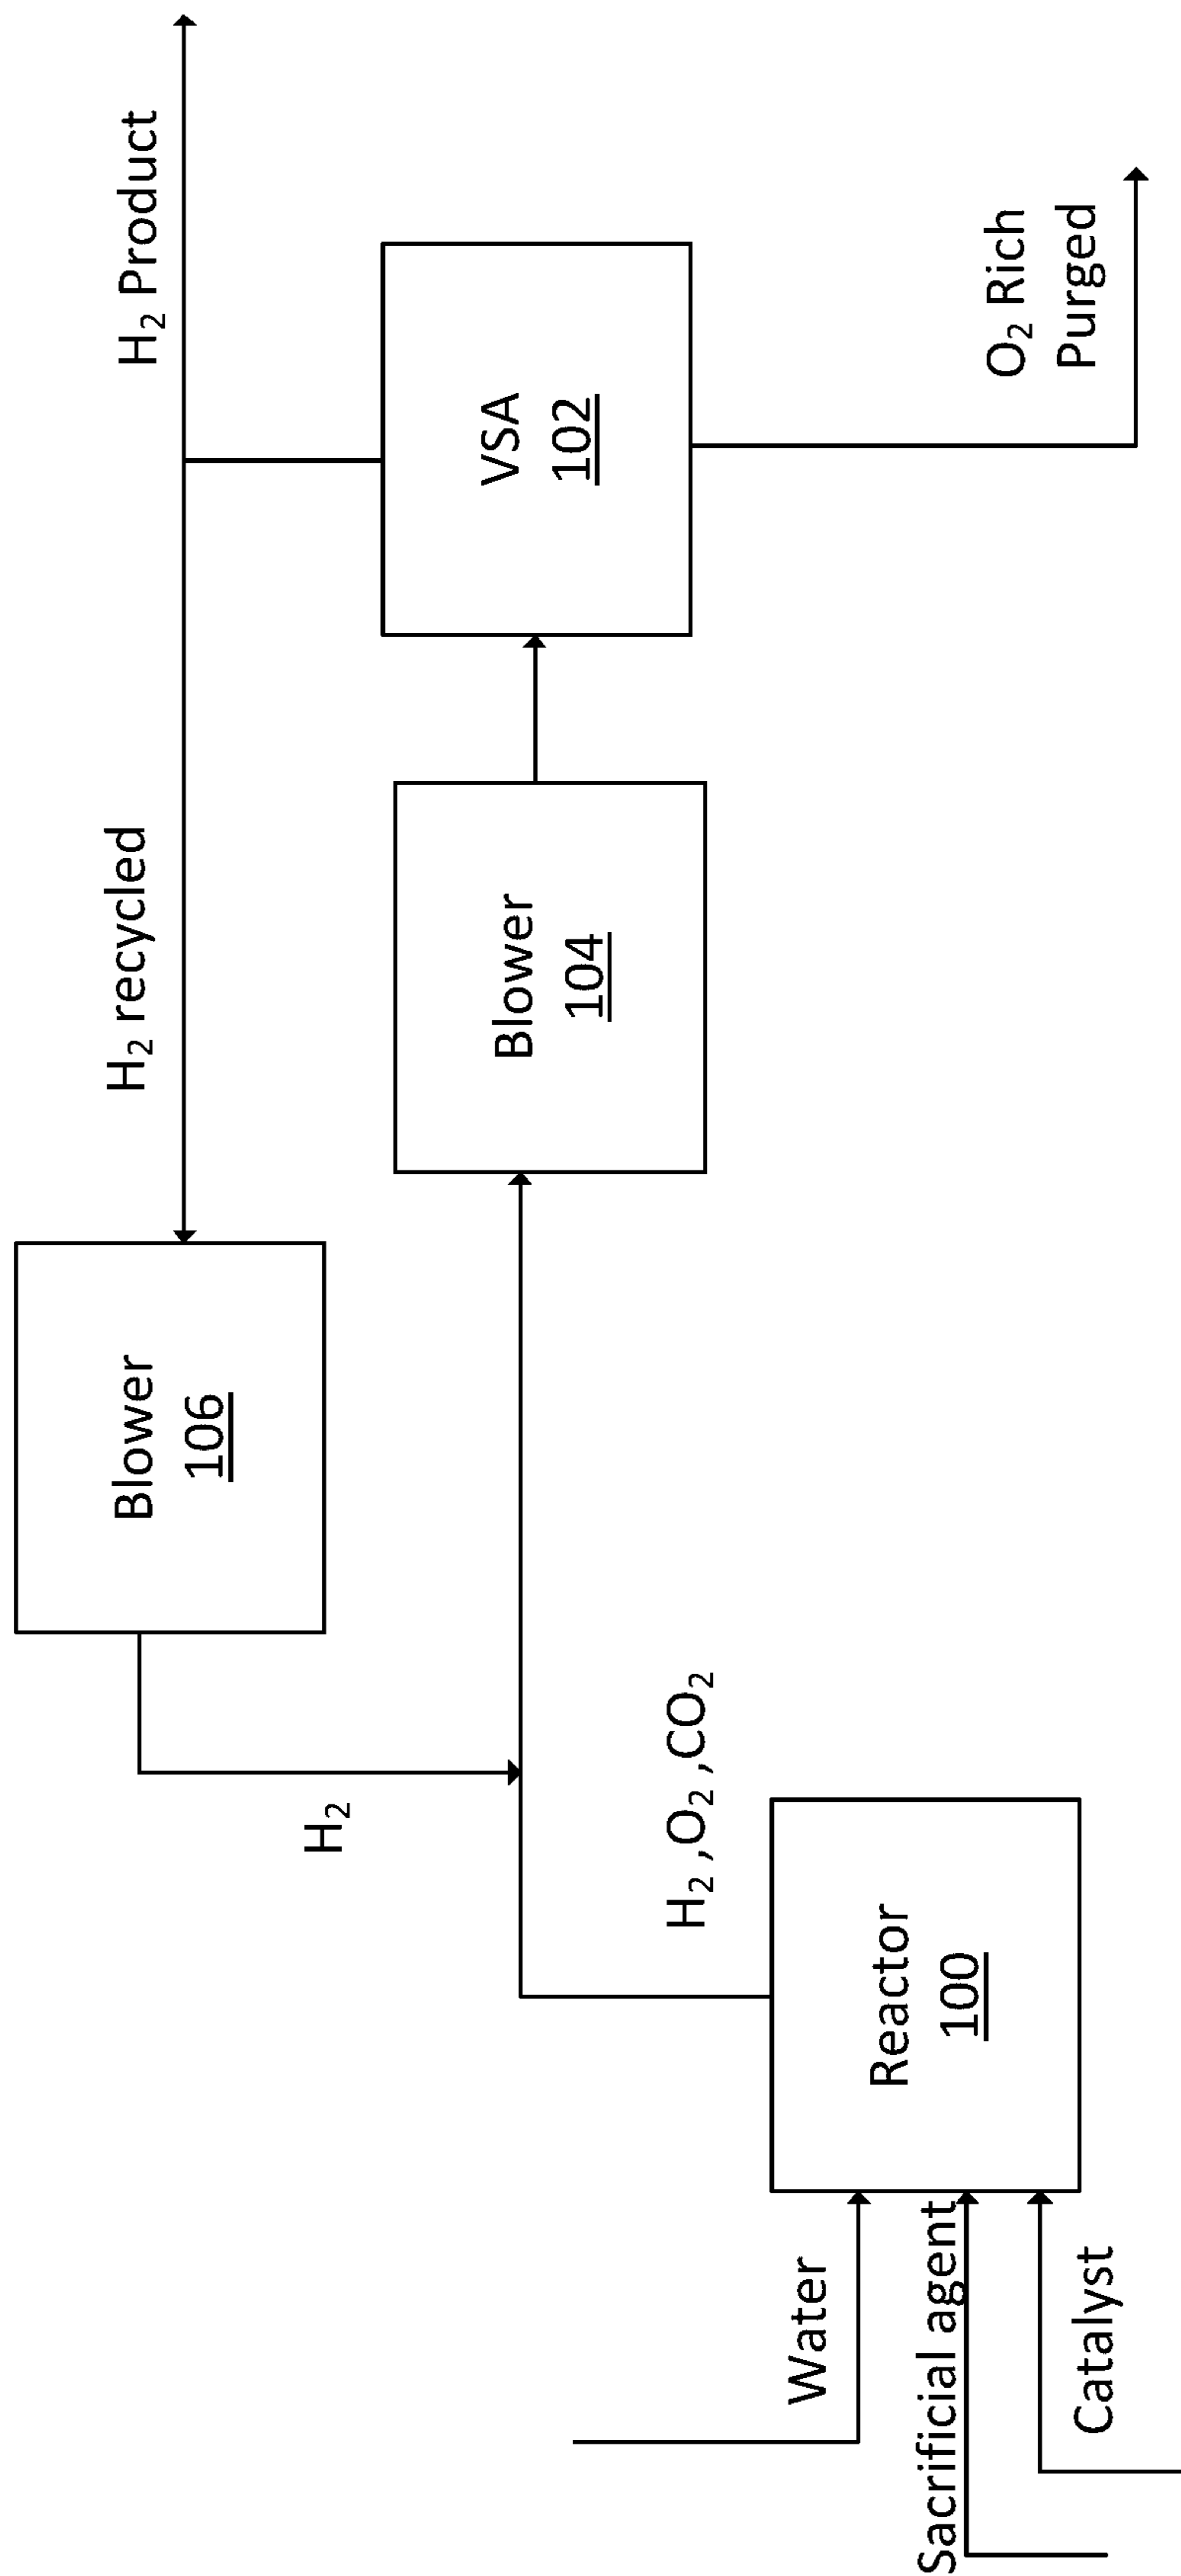 H₂ recycled
H₂ Product
Blower
106
H₂
Blower
104
VSA
102
H₂ ,O₂ ,CO₂
Reactor
100
Water
Sacrificial agent
Catalyst
O₂ Rich
Purged